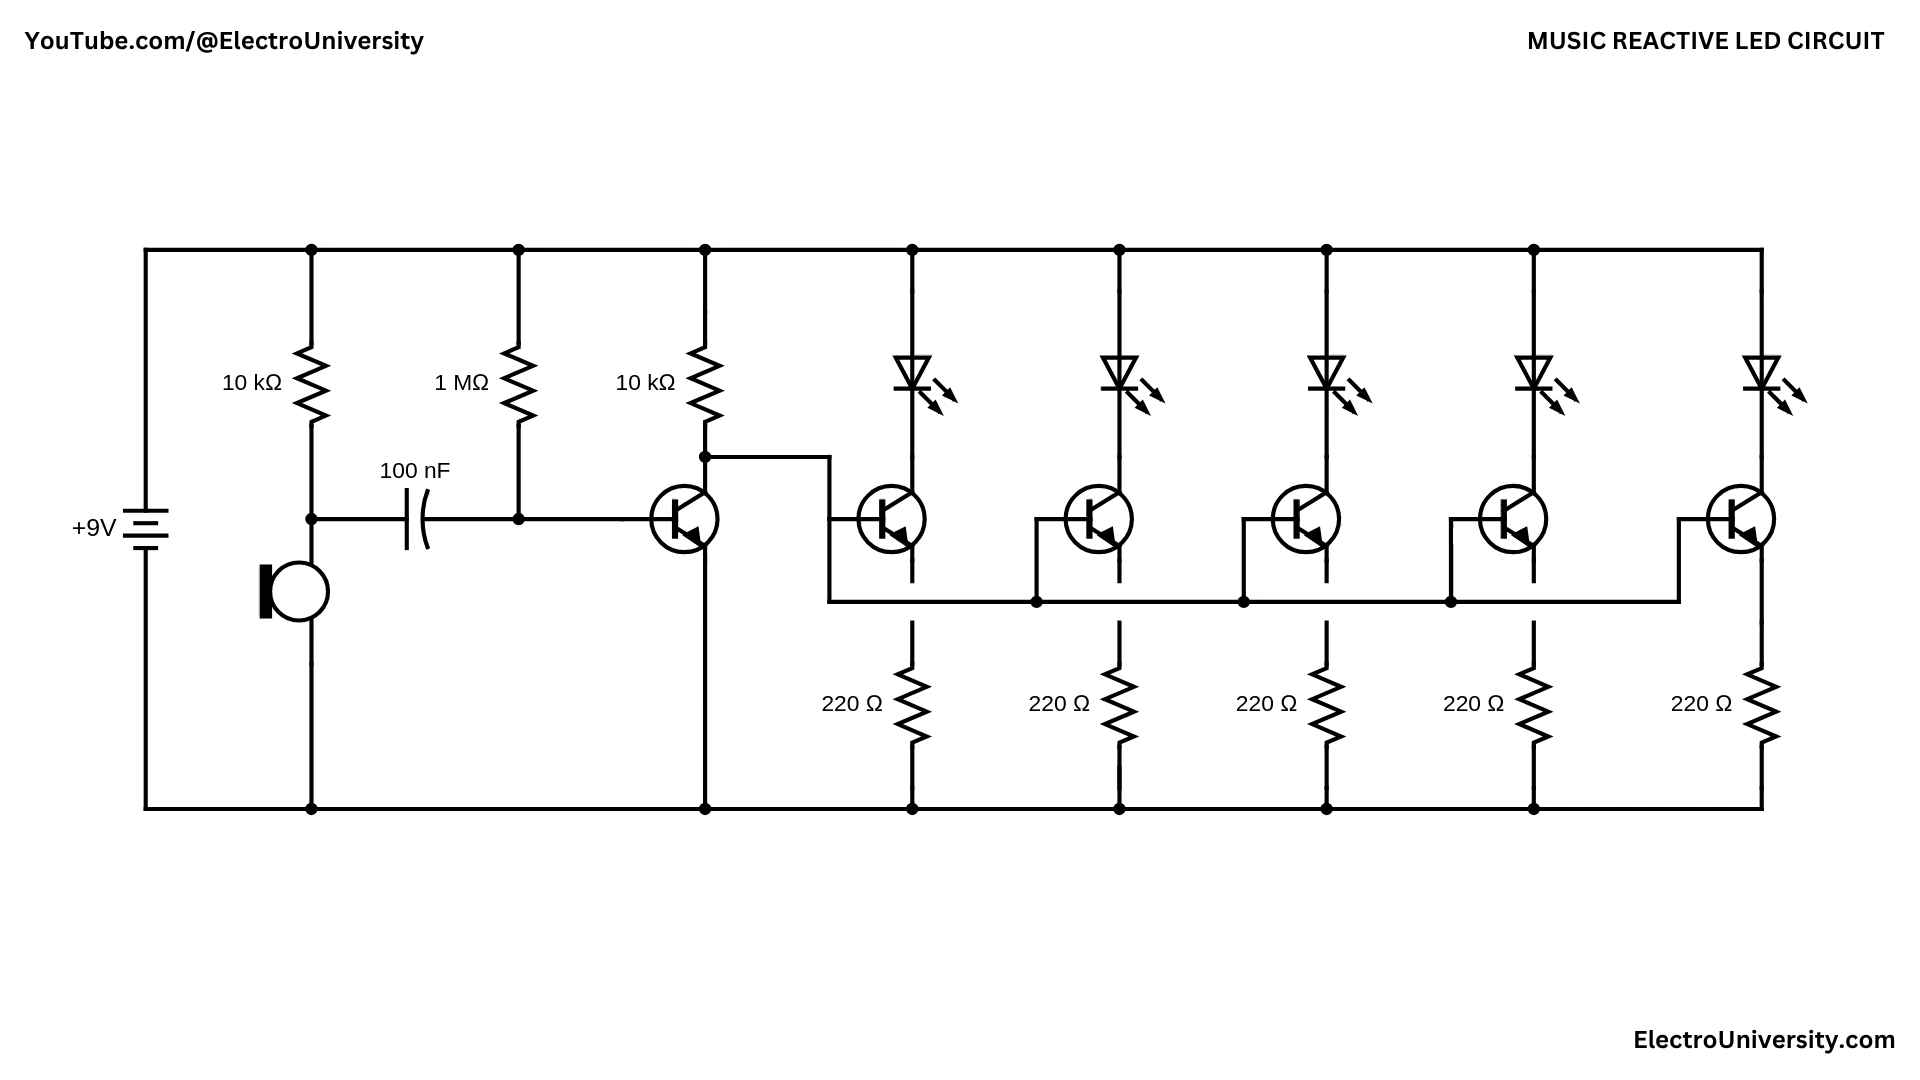 YouTube.com/@ElectroUniversity
MUSIC REACTIVE LED CIRCUIT
10 kΩ
1 MΩ
10 kΩ
100 nF
+9V
220 Ω
220 Ω
220 Ω
220 Ω
220 Ω
ElectroUniversity.com